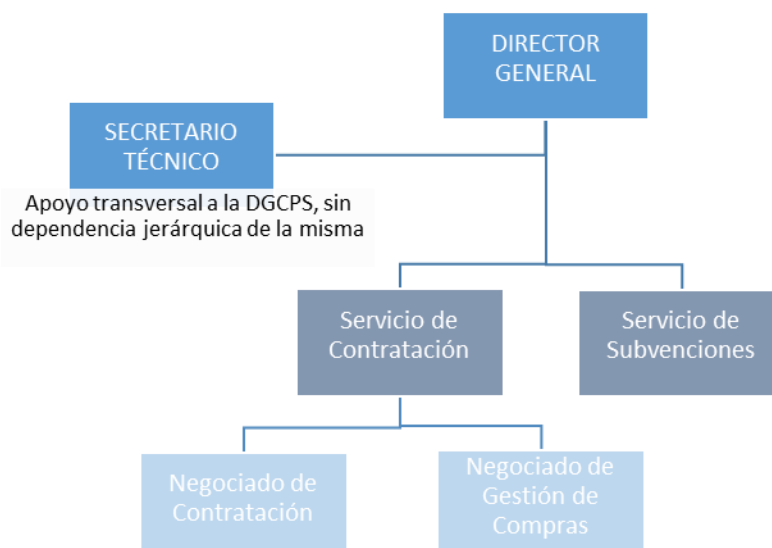 DIRECTOR
GENERAL
SECRETARIO
TÉCNICO
Apoyo transversal a la DGCPS, sin
dependencia jerárquica de la misma
Servicio de
Contratación
Servicio de
Subvenciones
Negociado de
Contratación
Negociado de
Gestión de
Compras